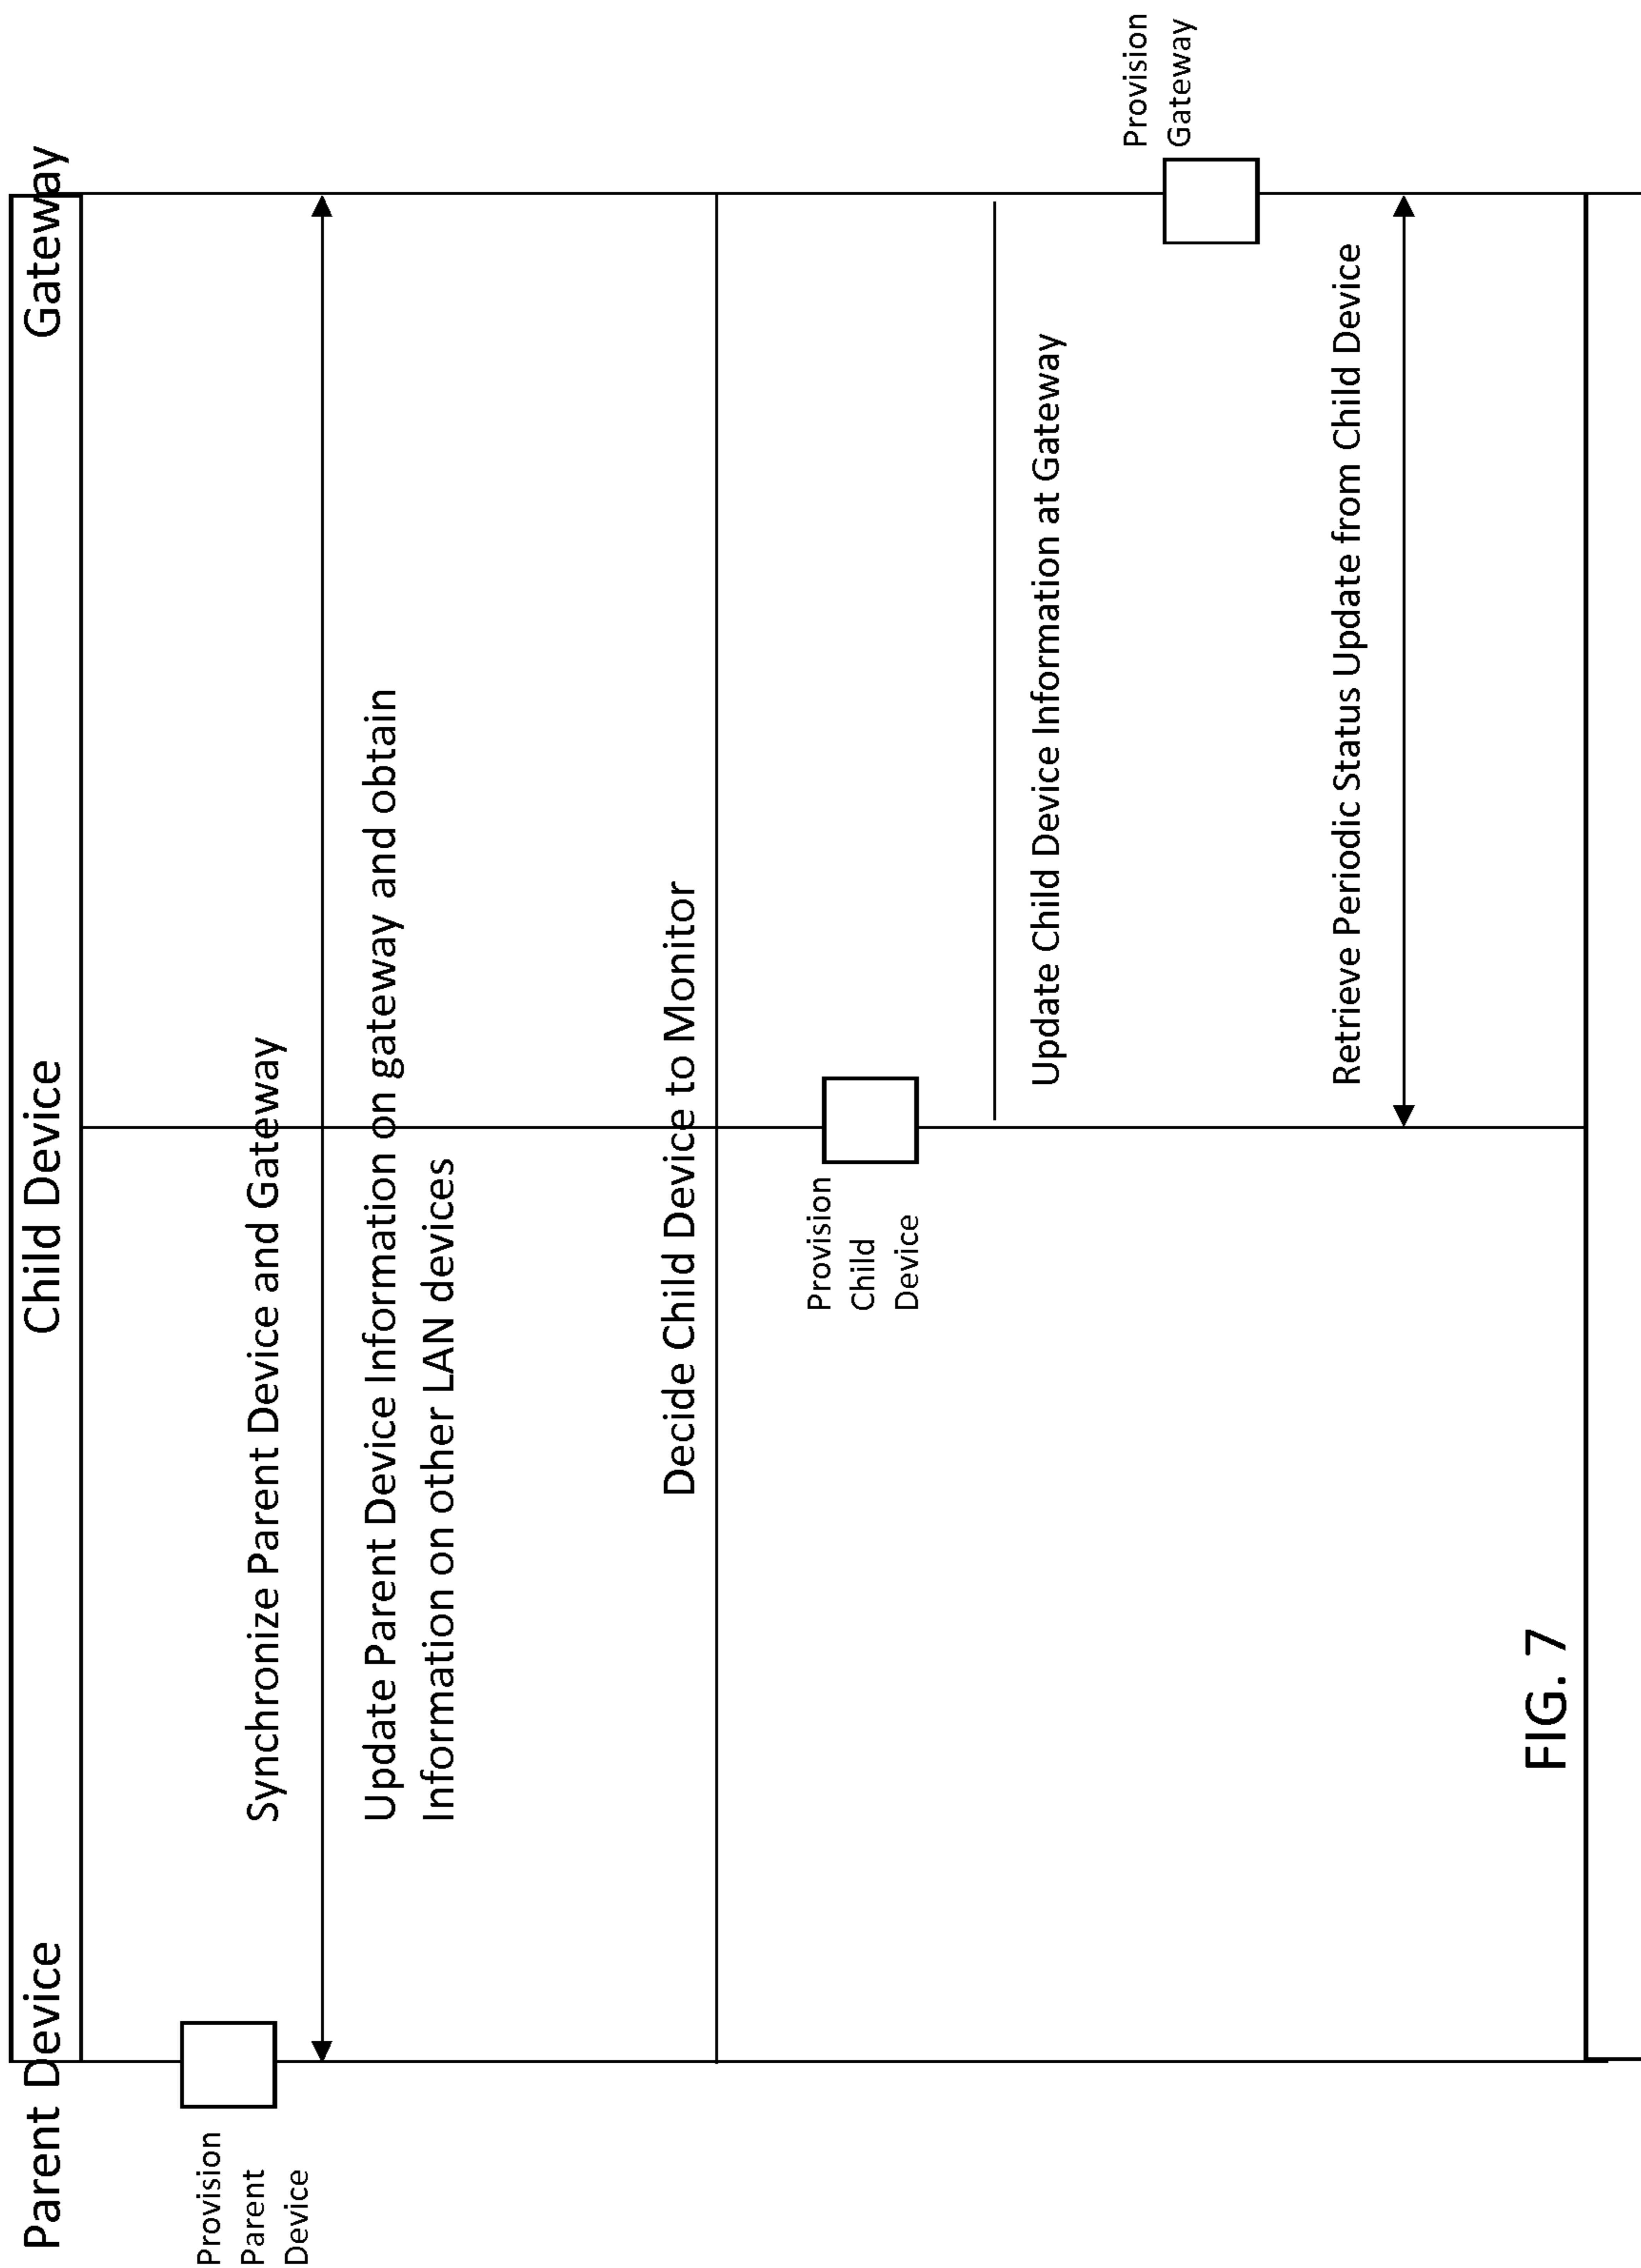 Parent Device
Child Device
Gateway
Provision
Parent
Device
Synchronize Parent Device and Gateway
Update Parent Device Information on gateway and obtain
Information on other LAN devices
Decide Child Device to Monitor
Provision
Child
Device
Update Child Device Information at Gateway
Provision
Gateway
Retrieve Periodic Status Update from Child Device
FIG. 7